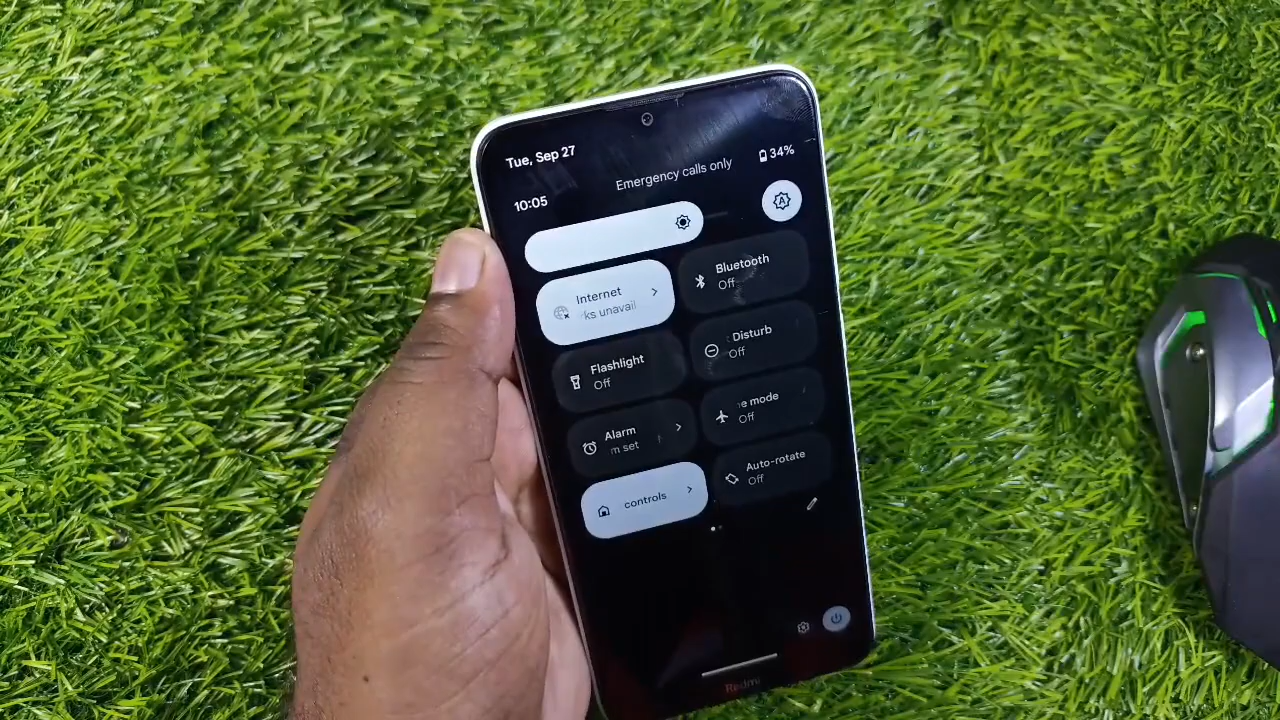 Tue, Sep 27
Emergency calls only
34%
10:05
Internet
ks unavail
Bluetooth
Off
Flashlight
Off
Disturb
Off
Alarm
m set
e mode
Off
controls
Auto-rotate
Off
Redmi